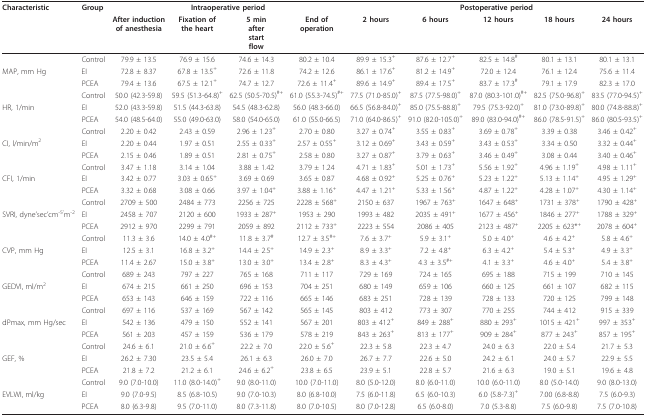 Characteristic Group Intraoperative period Postoperative period
After induction of anesthesia Fixation of the heart 5 min after start flow End of operation 2 hours 6 hours 12 hours 18 hours 24 hours
Control 79.9 ± 13.5 76.9 ± 15.6 74.6 ± 14.3 80.2 ± 10.4 89.9 ± 15.3+ 87.6 ± 12.7+ 82.5 ± 14.8# 80.1 ± 13.1 80.1 ± 13.1
MAP, mm Hg EI 72.8 ± 8.37 67.8 ± 13.5+ 72.6 ± 11.8 74.2 ± 12.6 86.1 ± 17.6+ 81.2 ± 14.9+ 72.0 ± 12.4 76.1 ± 12.4 75.6 ± 11.4
PCEA 79.4 ± 13.6 67.5 ± 12.1+ 74.7 ± 12.7 72.6 ± 11.4+ 89.6 ± 14.9+ 89.4 ± 17.5+ 83.7 ± 17.3# 79.1 ± 17.9 82.3 ± 17.0
Control 50.0 (42.3-59.8) 59.5 (51.3-64.8)+ 62.5 (50.5-70.5)#+ 61.0 (55.3-74.5)#+ 77.5 (71.0-85.0)+ 87.5 (77.5-98.0)+ 87.0 (80.3-101.0)#+ 82.5 (75.0-96.8)+ 83.5 (77.0-94.5)+
HR, 1/min EI 52.0 (43.3-59.8) 51.5 (44.3-63.8) 54.5 (48.3-62.8) 56.0 (48.3-66.0) 66.5 (56.8-84.0)+ 85.0 (75.5-88.8)+ 79.5 (75.3-92.0)+ 81.0 (73.0-89.8)+ 80.0 (74.8-88.8)+
PCEA 54.0 (48.5-64.0) 55.0 (49.0-63.0) 58.0 (54.0-65.0) 61.0 (55.0-66.5) 71.0 (64.0-86.5)+ 91.0 (82.0-105.0)+ 89.0 (83.0-94.0)#+ 86.0 (78.5-91.5)+ 86.0 (80.5-93.5)+
Control 2.20 ± 0.42 2.43 ± 0.59 2.96 ± 1.23+ 2.70 ± 0.80 3.27 ± 0.74+ 3.55 ± 0.83+ 3.69 ± 0.78+ 3.39 ± 0.38 3.46 ± 0.42+
CI, l/min/m2 EI 2.20 ± 0.44 1.97 ± 0.51 2.55 ± 0.33+ 2.57 ± 0.55+ 3.12 ± 0.69+ 3.43 ± 0.59+ 3.43 ± 0.53+ 3.34 ± 0.50 3.32 ± 0.44+
PCEA 2.15 ± 0.46 1.89 ± 0.51 2.81 ± 0.75+ 2.58 ± 0.80 3.27 ± 0.87+ 3.79 ± 0.63+ 3.46 ± 0.49+ 3.08 ± 0.44 3.40 ± 0.46+
Control 3.47 ± 1.18 3.14 ± 1.04 3.88 ± 1.42 3.79 ± 1.24 4.71 ± 1.83+ 5.01 ± 1.73+ 5.56 ± 1.92+ 4.96 ± 1.19+ 4.98 ± 1.11+
CFI, 1/min EI 3.42 ± 0.77 3.03 ± 0.65+ 3.69 ± 0.69 3.65 ± 0.87 4.68 ± 0.92+ 5.25 ± 0.76+ 5.23 ± 1.22+ 5.13 ± 1.14+ 4.95 ± 1.29+
PCEA 3.32 ± 0.68 3.08 ± 0.66 3.97 ± 1.04+ 3.88 ± 1.16+ 4.47 ± 1.21+ 5.33 ± 1.56+ 4.87 ± 1.22+ 4.28 ± 1.07+ 4.30 ± 1.14+
Control 2709 ± 500 2484 ± 773 2256 ± 725 2228 ± 568+ 2150 ± 637 1967 ± 763+ 1647 ± 648+ 1731 ± 378+ 1790 ± 428+
SVRI, dyne'sec'cm-5'm-2 EI 2458 ± 707 2120 ± 600 1933 ± 287+ 1953 ± 290 1993 ± 482 2035 ± 491+ 1677 ± 456+ 1846 ± 277+ 1788 ± 329+
PCEA 2912 ± 970 2299 ± 791 2059 ± 892 2112 ± 733+ 2223 ± 554 2086 ± 405 2123 ± 487+ 2205 ± 623#+ 2078 ± 604+
Control 11.3 ± 3.6 14.0 ± 4.0#+ 11.8 ± 3.7# 12.7 ± 3.5#+ 7.6 ± 3.7+ 5.9 ± 3.1+ 5.0 ± 4.0+ 4.6 ± 4.2+ 5.8 ± 4.6+
CVP, mm Hg EI 12.5 ± 3.1 16.8 ± 3.2+ 14.4 ± 2.5+ 14.9 ± 2.3+ 8.9 ± 3.3+ 7.2 ± 4.8+ 6.3 ± 4.2+ 5.4 ± 5.3+ 4.9 ± 3.3+
PCEA 11.4 ± 2.67 15.0 ± 3.8+ 13.0 ± 3.0+ 13.4 ± 2.8+ 8.3 ± 4.3+ 4.3 ± 3.5#+ 4.1 ± 3.3+ 4.6 ± 4.0+ 5.4 ± 3.8+
Control 689 ± 243 797 ± 227 765 ± 168 711 ± 117 729 ± 169 724 ± 165 695 ± 188 715 ± 199 710 ± 145
GEDVI, ml/m2 EI 674 ± 215 661 ± 250 696 ± 153 704 ± 251 680 ± 149 659 ± 106 660 ± 125 661 ± 107 682 ± 115
PCEA 653 ± 143 646 ± 159 722 ± 116 665 ± 146 683 ± 251 728 ± 139 728 ± 133 720 ± 125 799 ± 148
Control 697 ± 116 537 ± 169 567 ± 142 565 ± 145 803 ± 412 773 ± 307 770 ± 255 744 ± 412 915 ± 339
dPmax, mm Hg/sec EI 542 ± 136 479 ± 150 552 ± 141 567 ± 201 803 ± 412+ 849 ± 288+ 880 ± 293+ 1015 ± 421+ 997 ± 353+
PCEA 561 ± 203 457 ± 159 536 ± 179 578 ± 219 843 ± 263+ 813 ± 177+ 909 ± 284+ 877 ± 243+ 857 ± 195+
Control 24.6 ± 6.1 21.0 ± 6.6+ 22.2 ± 7.0 22.0 ± 5.6+ 22.3 ± 5.8 22.3 ± 4.7 24.0 ± 6.3 22.0 ± 5.4 21.7 ± 5.3
GEF, % EI 26.2 ± 7.30 23.5 ± 5.4 26.1 ± 6.3 26.0 ± 7.0 26.7 ± 7.7 22.6 ± 5.0 24.2 ± 6.1 24.0 ± 5.7 22.9 ± 5.5
PCEA 21.8 ± 7.2 21.2 ± 6.1 24.6 ± 6.2+ 23.8 ± 6.5 23.9 ± 5.1 22.8 ± 5.7 21.6 ± 6.3 19.0 ± 5.1 19.6 ± 4.8
Control 9.0 (7.0-10.0) 11.0 (8.0-14.0)+ 9.0 (8.0-11.0) 10.0 (7.0-11.0) 8.0 (5.0-12.0) 8.0 (6.0-11.0) 10.0 (6.0-11.0) 8.0 (5.0-14.0) 9.0 (8.0-13.0)
EVLWI, ml/kg EI 9.0 (7.0-9.5) 8.5 (6.8-10.5) 9.0 (7.0-10.3) 8.0 (6.8-10.0) 7.5 (6.0-11.8) 6.5 (6.0-10.3) 6.0 (5.8-7.3)+ 7.00 (6.8-8.8) 7.5 (6.0-9.3)
PCEA 8.0 (6.3-9.8) 9.5 (7.0-11.0) 8.0 (7.3-11.8) 8.0 (7.0-10.5) 8.0 (7.0-12.8) 6.5 (6.0-8.0) 7.0 (5.3-8.8) 7.5 (6.0-9.8) 7.5 (7.0-10.8)